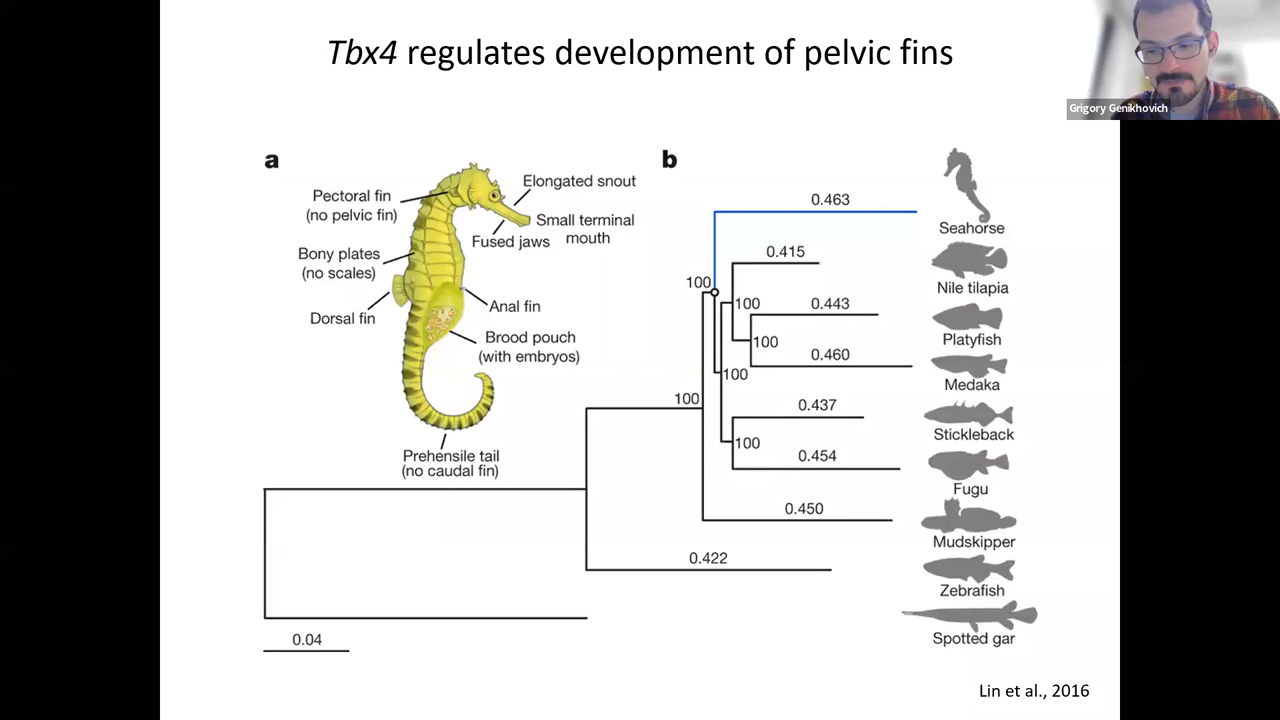 Tbx4 regulates development of pelvic fins
Grigory Genikhovich
a
Pectoral fin
(no pelvic fin)
Bony plates
(no scales)
Dorsal fin
Elongated snout
Small terminal
mouth
Fused jaws
Anal fin
Brood pouch
(with embryos)
Prehensile tail
(no caudal fin)
b
0.463
Seahorse
0.415
Nile tilapia
100
100
0.443
Platyfish
100
0.460
Medaka
100
100
0.437
Stickleback
100
0.454
Fugu
0.450
Mudskipper
0.422
Zebrafish
Spotted gar
0.04
Lin et al., 2016